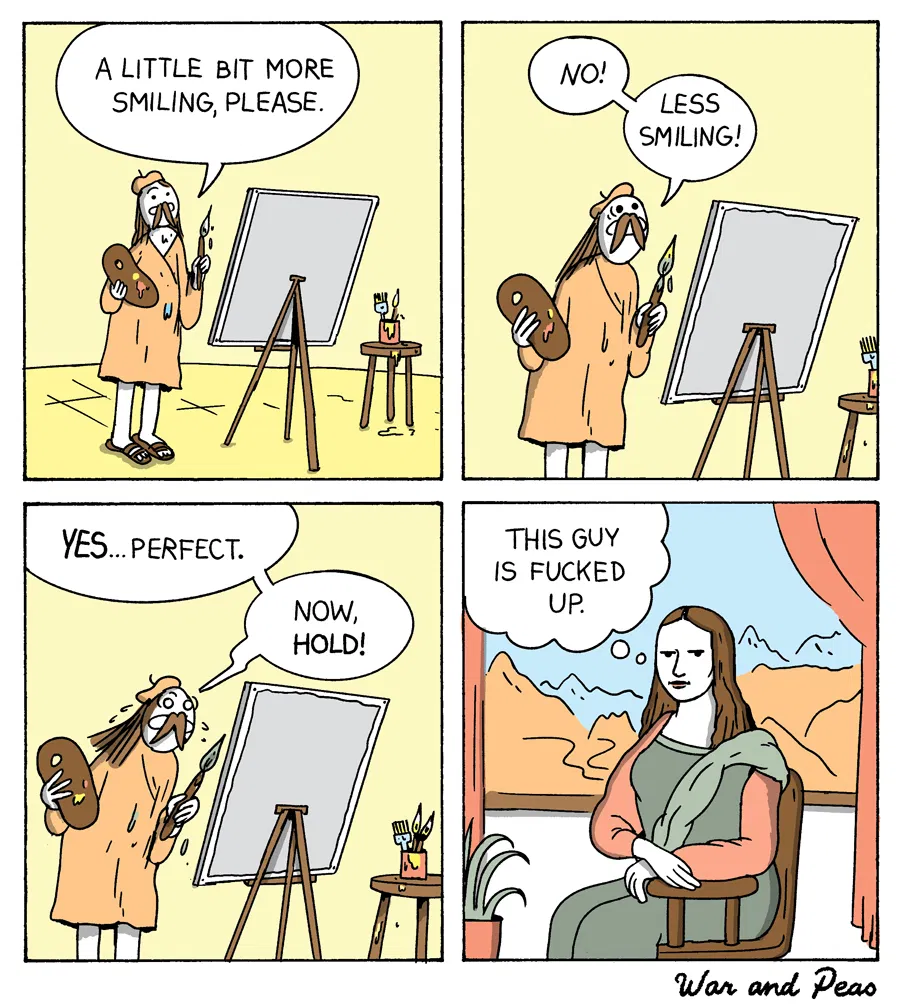 A LITTLE BIT MORE
SMILING, PLEASE.
NO!
LESS
SMILING!
YES... PERFECT.
NOW,
HOLD!
THIS GUY
IS FUCKED
UP.
War and Peas